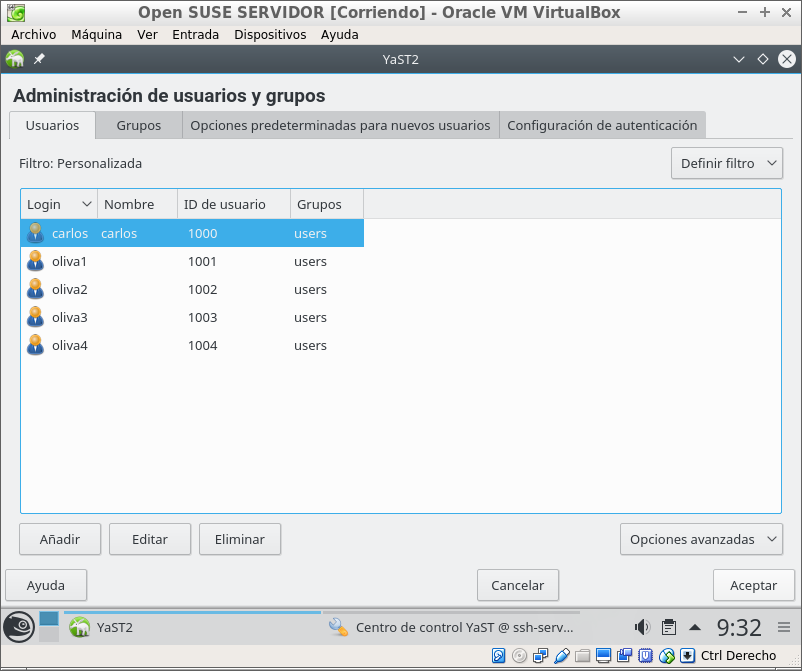 Open SUSE SERVIDOR [Corriendo] - Oracle VM VirtualBox
Archivo Máquina Ver Entrada Dispositivos Ayuda
YaST2
Administración de usuarios y grupos
Usuarios Grupos Opciones predeterminadas para nuevos usuarios Configuración de autenticación
Filtro: Personalizada Definir filtro
Login Nombre ID de usuario Grupos
carlos carlos 1000 users
oliva1 1001 users
oliva2 1002 users
oliva3 1003 users
oliva4 1004 users
Añadir Editar Eliminar Opciones avanzadas
Ayuda Cancelar Aceptar
YaST2 Centro de control YaST @ ssh-serv... 9:32
Ctrl Derecho